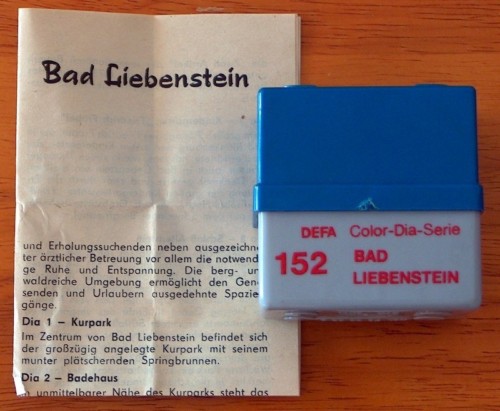 Bad Liebenstein
und Erholungssuchenden neben ausgezeichne
ter ärztlicher Betreuung vor allem die notwend
ge Ruhe und Entspannung. Die berg- ur
waldreiche Umgebung ermöglicht den Gene
senden und Urlaubern ausgedehnte Spazie
gänge.
Dia 1 – Kurpark
Im Zentrum von Bad Liebenstein befindet sich
der großzügig angelegte Kurpark mit seinem
munter plätschernden Springbrunnen.
Dia 2 – Badehaus
unmittelbarer Nähe des Kurparks steht das
DEFA Color-Dia-Serie
152 BAD
LIEBENSTEIN